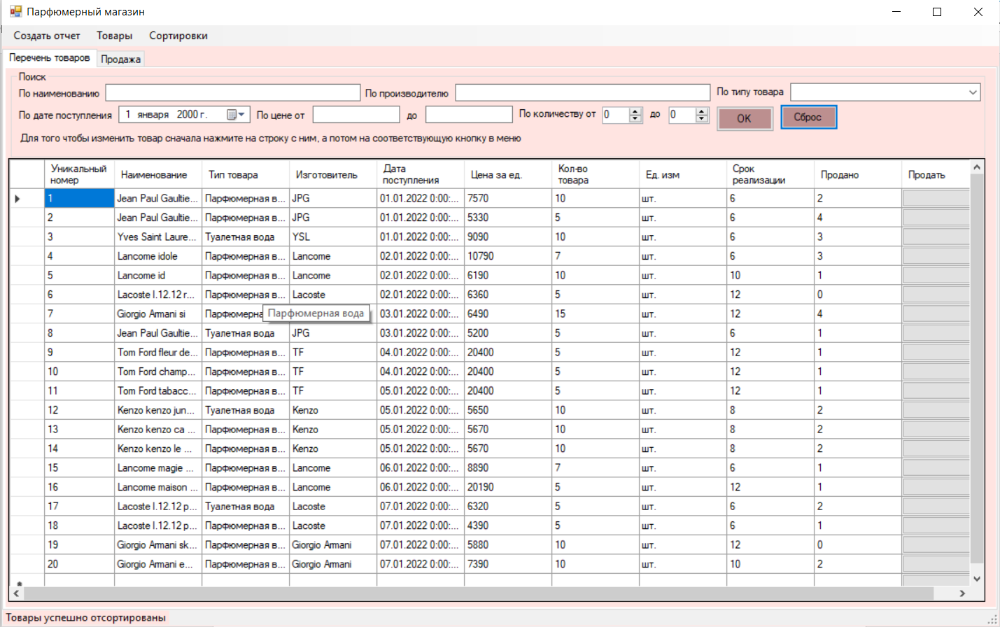 Парфюмерный магазин
Создать отчет Товары Сортировки
Перечень товаров Продажа
Поиск
По наименованию По производителю По типу товара
По дате поступления 1 января 2000 г. По цене от до По количеству от 0 до 0 OK Сброс
Для того чтобы изменить товар сначала нажмите на строку с ним, а потом на соответствующую кнопку в меню
Уникальный номер Наименование Тип товара Изготовитель Дата поступления Цена за ед. Кол-во товара Ед. изм Срок реализации Продано Продать
1 Jean Paul Gaultie... Парфюмерная в... JPG 01.01.2022 0:00:... 7570 10 шт. 6 2
2 Jean Paul Gaultie... Парфюмерная в... JPG 01.01.2022 0:00:... 5330 5 шт. 6 4
3 Yves Saint Laure... Туалетная вода YSL 01.01.2022 0:00:... 9090 10 шт. 6 3
4 Lancome idole Парфюмерная в... Lancome 02.01.2022 0:00:... 10790 7 шт. 6 3
5 Lancome id Парфюмерная в... Lancome 02.01.2022 0:00:... 6190 10 шт. 10 1
6 Lacoste l.12.12 r... Парфюмерная в... Lacoste 02.01.2022 0:00:... 6360 5 шт. 12 0
7 Giorgio Armani si Парфюмерна Парфюмерная вода 03.01.2022 0:00:... 6490 15 шт. 12 4
8 Jean Paul Gaultie... Туалетная вода JPG 03.01.2022 0:00:... 5200 5 шт. 6 1
9 Tom Ford fleur de... Парфюмерная в... TF 04.01.2022 0:00:... 20400 5 шт. 12 1
10 Tom Ford champ... Парфюмерная в... TF 04.01.2022 0:00:... 20400 5 шт. 12 1
11 Tom Ford tabacc... Парфюмерная в... TF 05.01.2022 0:00:... 20400 5 шт. 12 1
12 Kenzo kenzo jun... Туалетная вода Kenzo 05.01.2022 0:00:... 5650 10 шт. 8 2
13 Kenzo kenzo ca ... Парфюмерная в... Kenzo 05.01.2022 0:00:... 5670 10 шт. 8 2
14 Kenzo kenzo le ... Парфюмерная в... Kenzo 05.01.2022 0:00:... 5670 10 шт. 8 2
15 Lancome magie ... Парфюмерная в... Lancome 06.01.2022 0:00:... 8890 7 шт. 6 1
16 Lancome maison ... Парфюмерная в... Lancome 06.01.2022 0:00:... 20190 5 шт. 12 1
17 Lacoste l.12.12 p... Туалетная вода Lacoste 07.01.2022 0:00:... 6320 5 шт. 6 2
18 Lacoste l.12.12 p... Парфюмерная в... Lacoste 07.01.2022 0:00:... 4390 5 шт. 6 1
19 Giorgio Armani sk... Парфюмерная в... Giorgio Armani 07.01.2022 0:00:... 5880 10 шт. 12 0
20 Giorgio Armani e... Парфюмерная в... Giorgio Armani 07.01.2022 0:00:... 7390 10 шт. 10 2
Товары успешно отсортированы